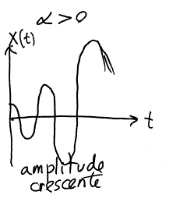 α > 0
X(t)
t
amplitude
crescente